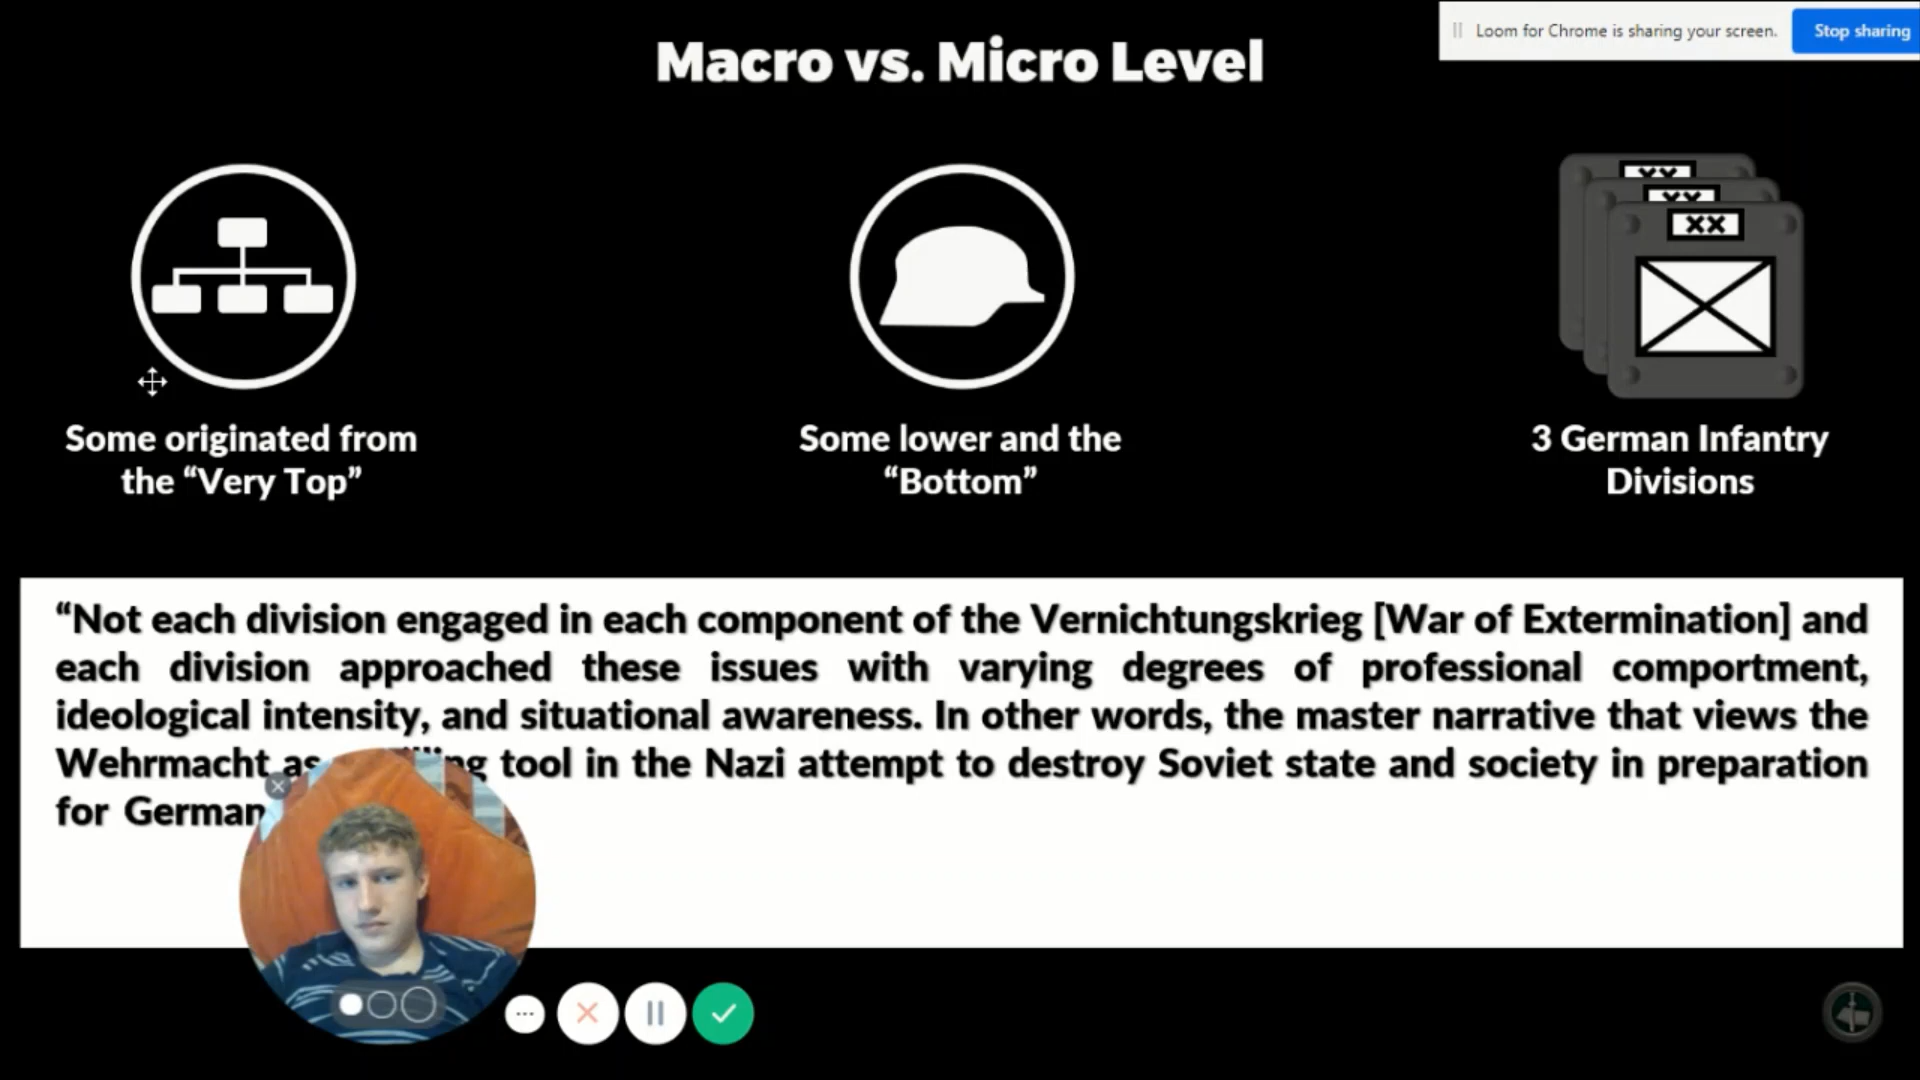 Macro vs. Micro Level
Loom for Chrome is sharing your screen.
Stop sharing
XX
XX
XX
Some originated from
the “Very Top”
Some lower and the
“Bottom”
3 German Infantry
Divisions
“Not each division engaged in each component of the Vernichtungskrieg [War of Extermination] and
each division approached these issues with varying degrees of professional comportment,
ideological intensity, and situational awareness. In other words, the master narrative that views the
Wehrmacht as tool in the Nazi attempt to destroy Soviet state and society in preparation
for German